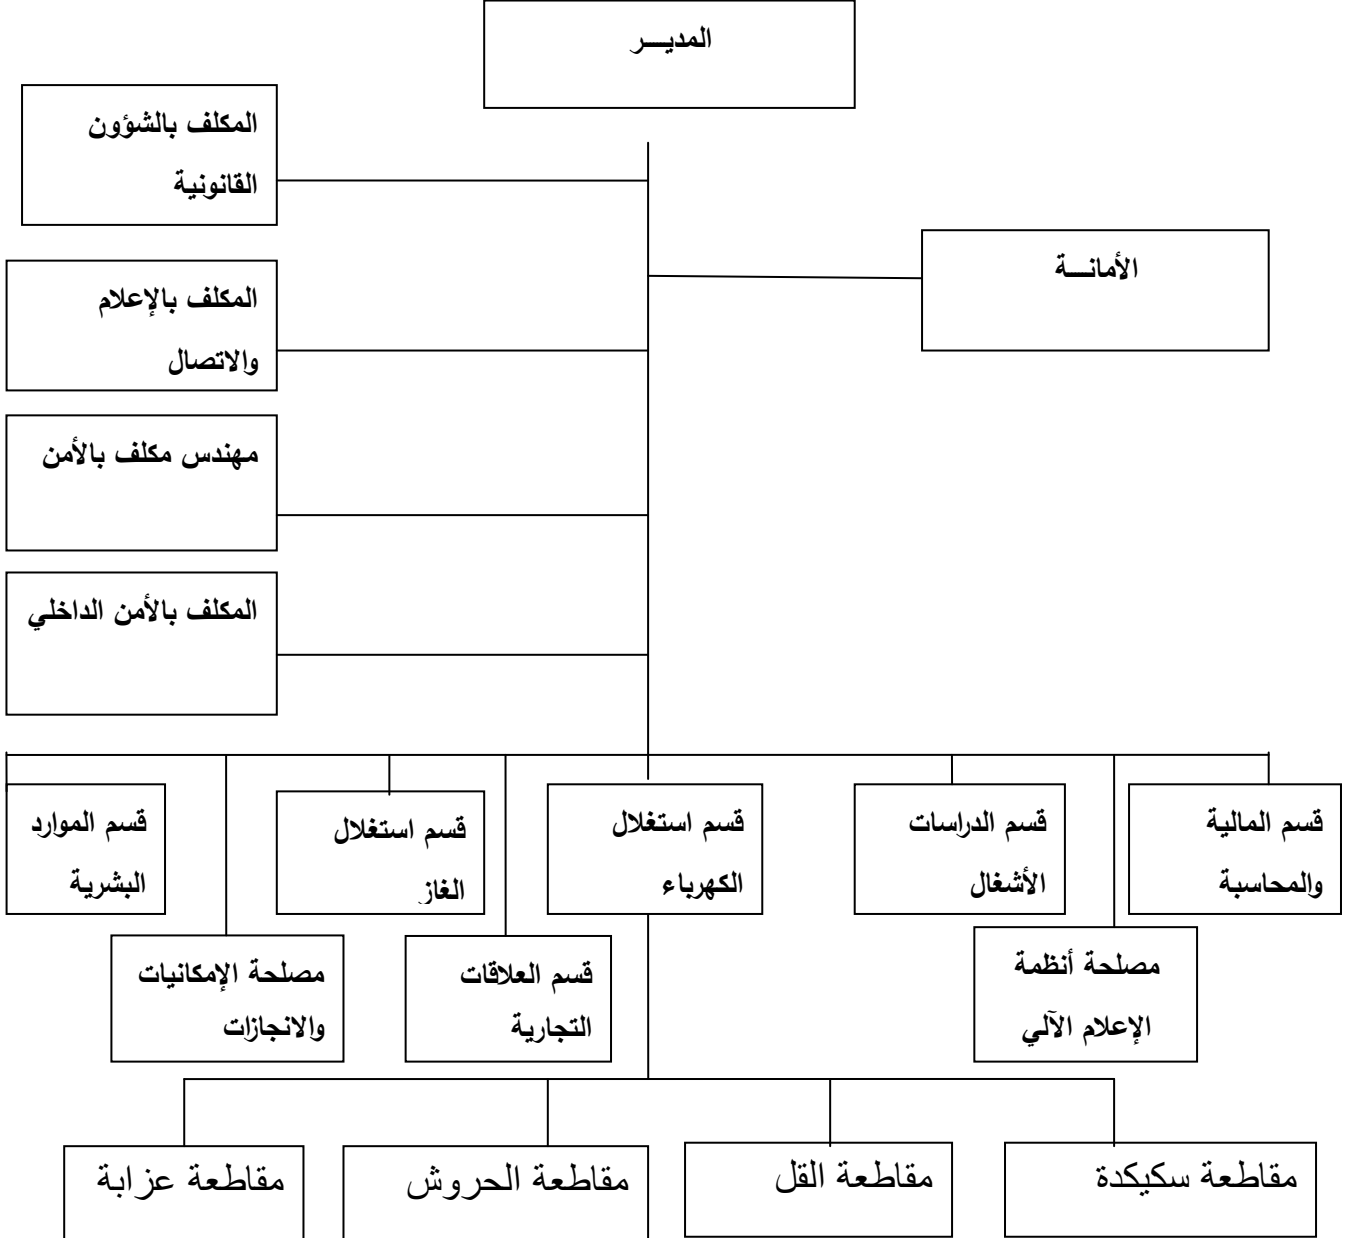 المديـــر
المكلف بالشؤون
القانونية
الأمانـــة
المكلف بالإعلام
والاتصال
مهندس مكلف بالأمن
المكلف بالأمن الداخلي
قسم المالية
والمحاسبة
قسم الدراسات
الأشغال
قسم استغلال
الكهرباء
قسم استغلال
الغاز
قسم الموارد
البشرية
مصلحة أنظمة
الإعلام الآلي
قسم العلاقات
التجارية
مصلحة الإمكانيات
والانجازات
مقاطعة سكيكدة
مقاطعة القل
مقاطعة الحروش
مقاطعة عزابة